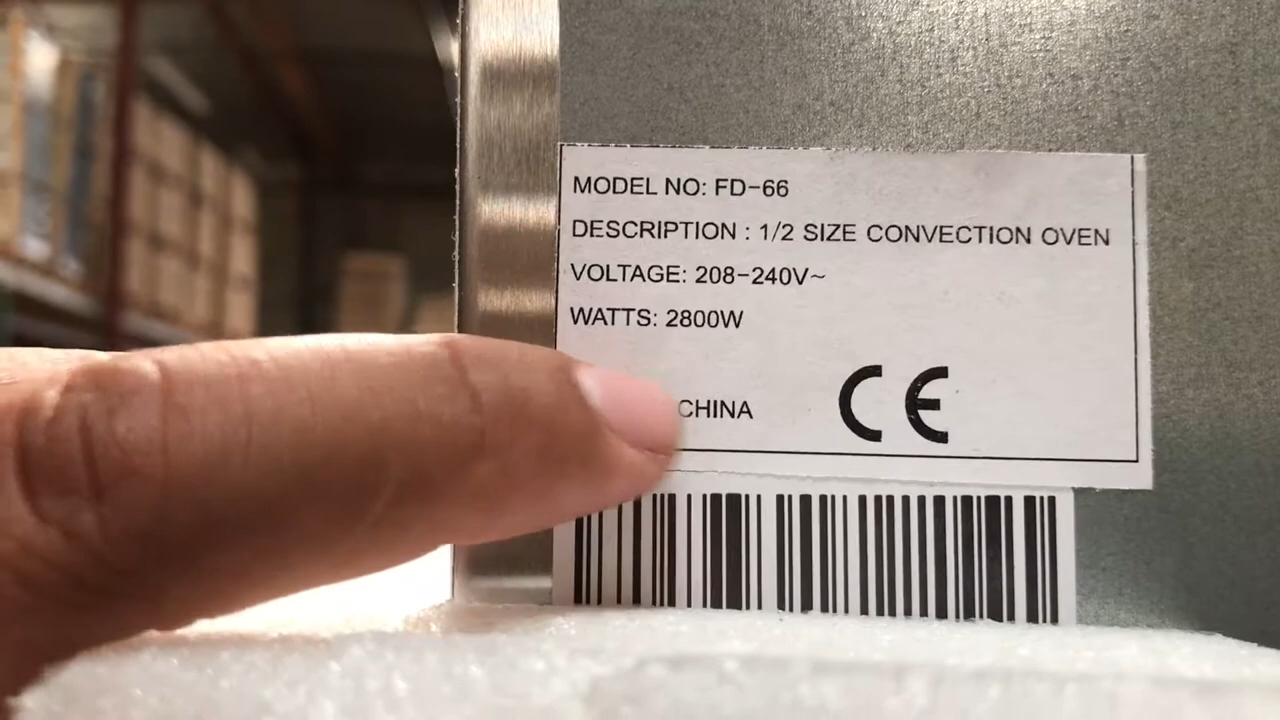 MODEL NO: FD-66
DESCRIPTION : 1/2 SIZE CONVECTION OVEN
VOLTAGE: 208-240V~
WATTS: 2800W
CHINA
CE